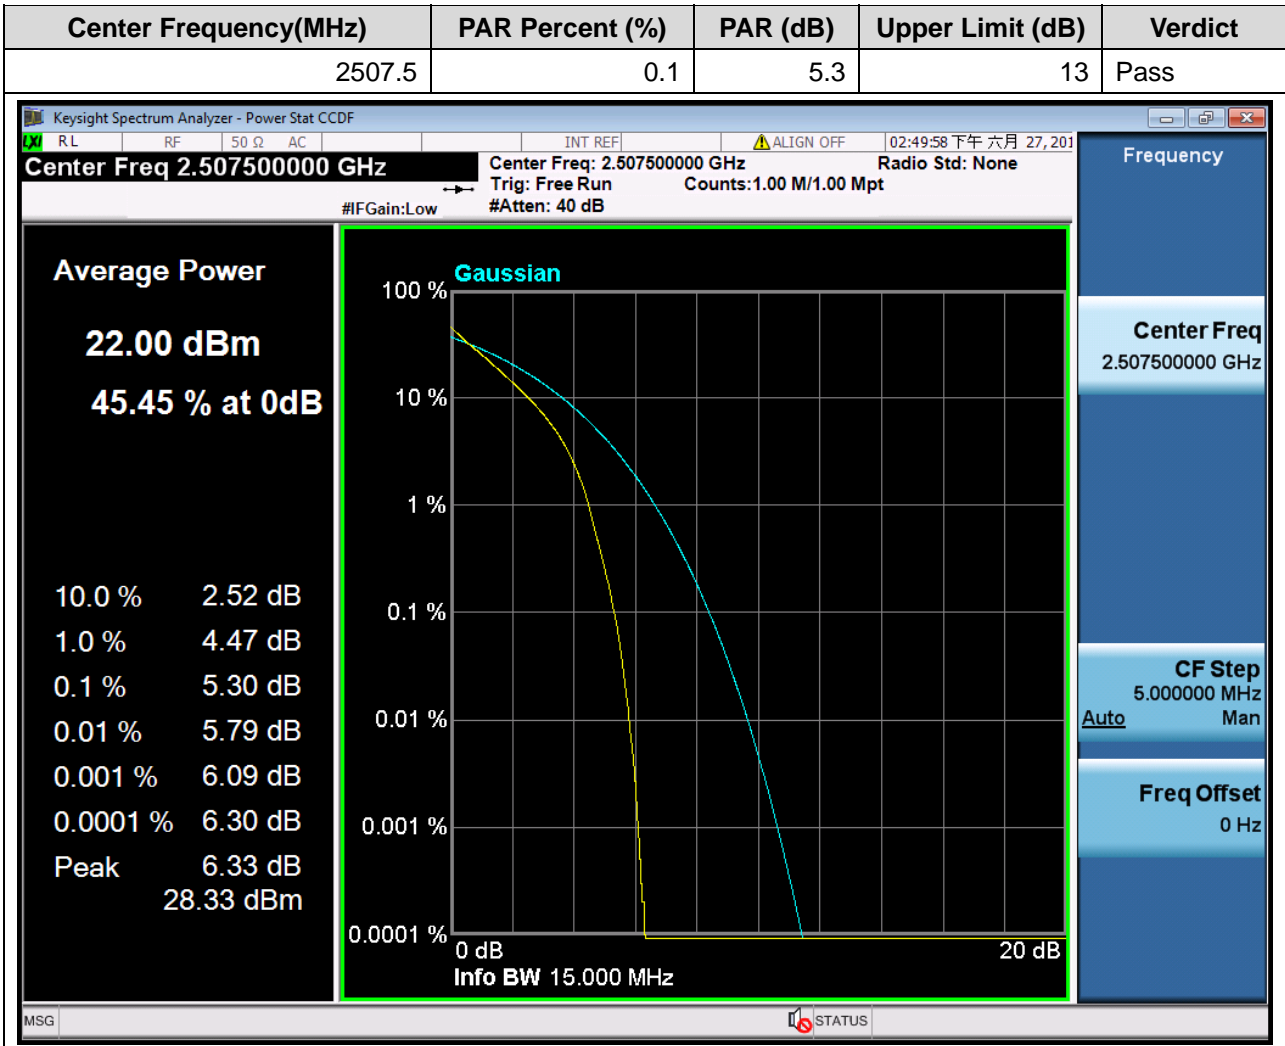 Center Frequency(MHz) PAR Percent (%) PAR (dB) Upper Limit (dB) Verdict
2507.5 0.1 5.3 13 Pass
Keysight Spectrum Analyzer - Power Stat CCDF
LXI RL RF 50 Ω AC INT REF ALIGN OFF 02:49:58 下午 六月 27, 201
Center Freq 2.507500000 GHz
Center Freq: 2.507500000 GHz Radio Std: None
Trig: Free Run Counts:1.00 M/1.00 Mpt
#IFGain:Low #Atten: 40 dB
Average Power
22.00 dBm
45.45 % at 0dB
10.0 % 2.52 dB
1.0 % 4.47 dB
0.1 % 5.30 dB
0.01 % 5.79 dB
0.001 % 6.09 dB
0.0001 % 6.30 dB
Peak 6.33 dB
28.33 dBm
Gaussian
100 %
10 %
1 %
0.1 %
0.01 %
0.001 %
0.0001 %
0 dB 20 dB
Info BW 15.000 MHz
Frequency
Center Freq
2.507500000 GHz
CF Step
5.000000 MHz
Auto Man
Freq Offset
0 Hz
MSG STATUS